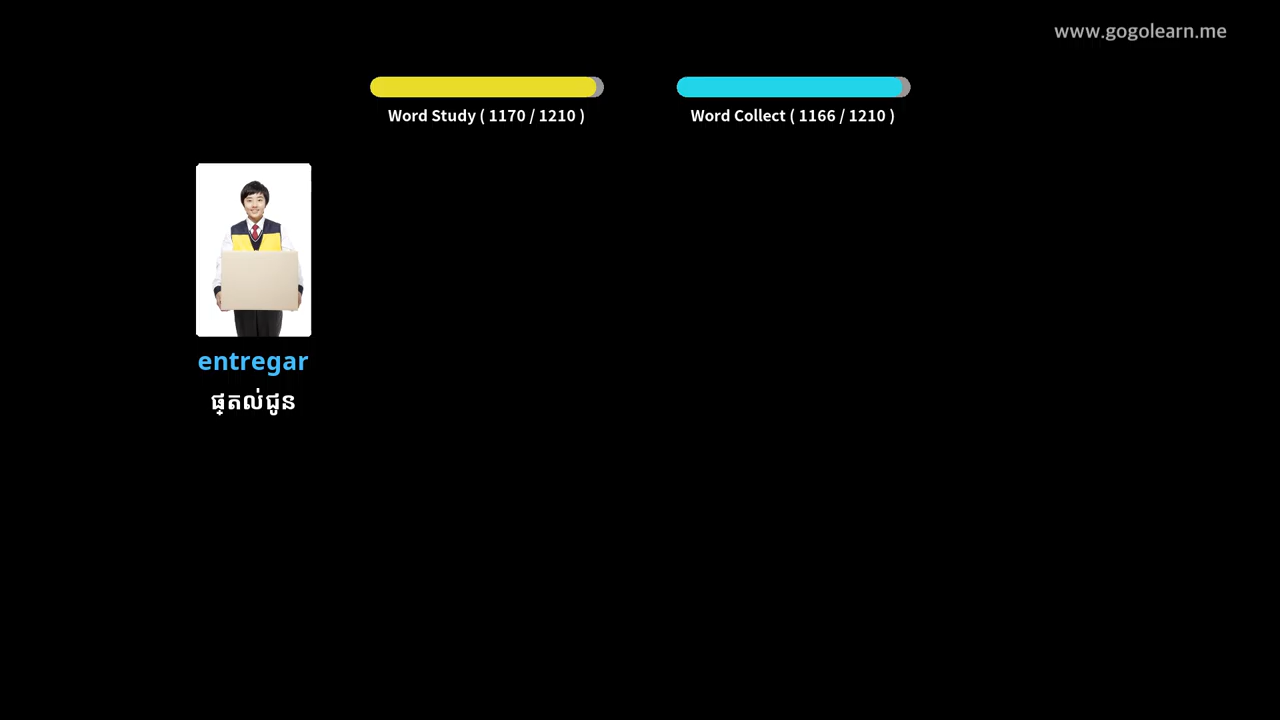 www.gogolearn.me
Word Study ( 1170 / 1210 )
Word Collect ( 1166 / 1210 )
entregar
ផ្តល់ជូន